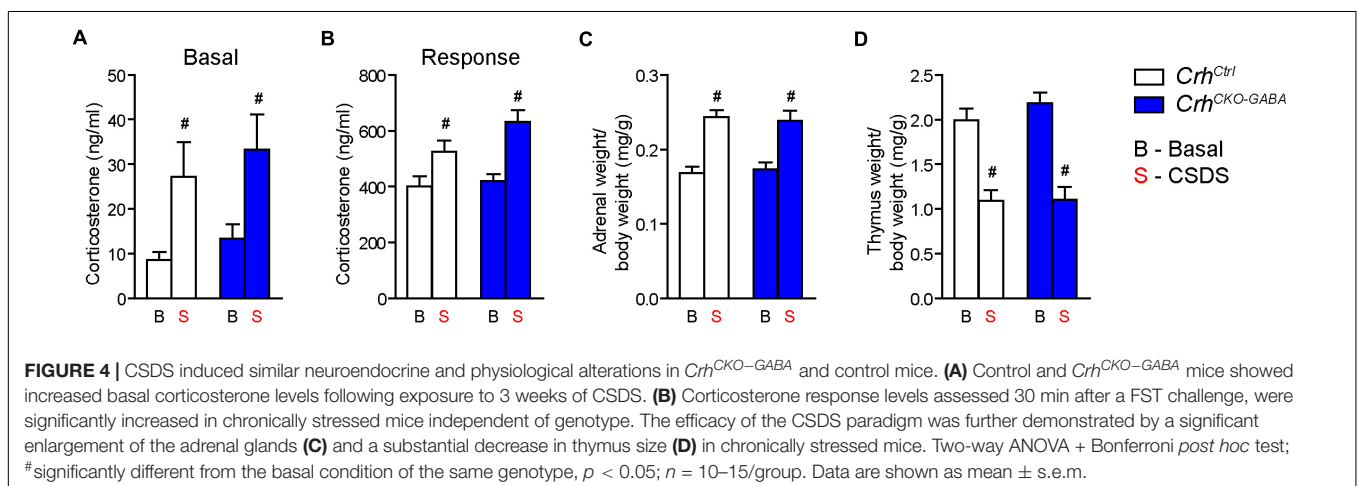 A
Basal
Corticosterone (ng/ml)
50
40
30
20
10
0
#
#
B S B S
B
Response
Corticosterone (ng/ml)
800
600
400
200
0
#
#
B S B S
C
Adrenal weight/
body weight (mg/g)
0.3
0.2
0.1
0.0
#
#
B S B S
D
Thymus weight/
body weight (mg/g)
2.5
2.0
1.5
1.0
0.5
0.0
#
#
B S B S
Crh^Ctrl
Crh^CKO-GABA
B - Basal
S - CSDS
FIGURE 4 | CSDS induced similar neuroendocrine and physiological alterations in Crh^CKO−GABA and control mice. (A) Control and Crh^CKO−GABA mice showed
increased basal corticosterone levels following exposure to 3 weeks of CSDS. (B) Corticosterone response levels assessed 30 min after a FST challenge, were
significantly increased in chronically stressed mice independent of genotype. The efficacy of the CSDS paradigm was further demonstrated by a significant
enlargement of the adrenal glands (C) and a substantial decrease in thymus size (D) in chronically stressed mice. Two-way ANOVA + Bonferroni post hoc test;
#significantly different from the basal condition of the same genotype, p < 0.05; n = 10–15/group. Data are shown as mean ± s.e.m.